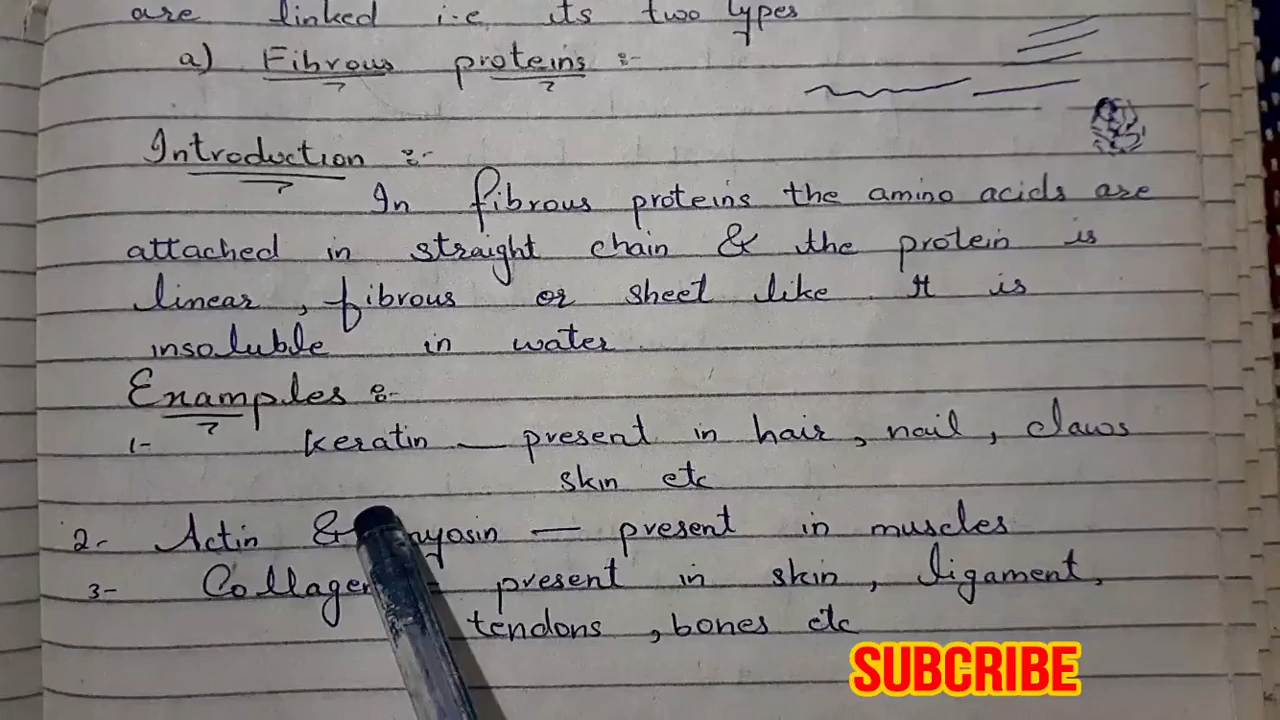 are linked i.e its two types
a) Fibrous proteins :-
Introduction :-
In fibrous proteins the amino acids are
attached in straight chain & the protein is
linear, fibrous or sheet like. It is
insoluble in water
Examples :-
1- Keratin — present in hair, nail, claws
skin etc
2- Actin & myosin — present in muscles
3- Collagen - present in skin, ligament,
tendons, bones etc
SUBCRIBE